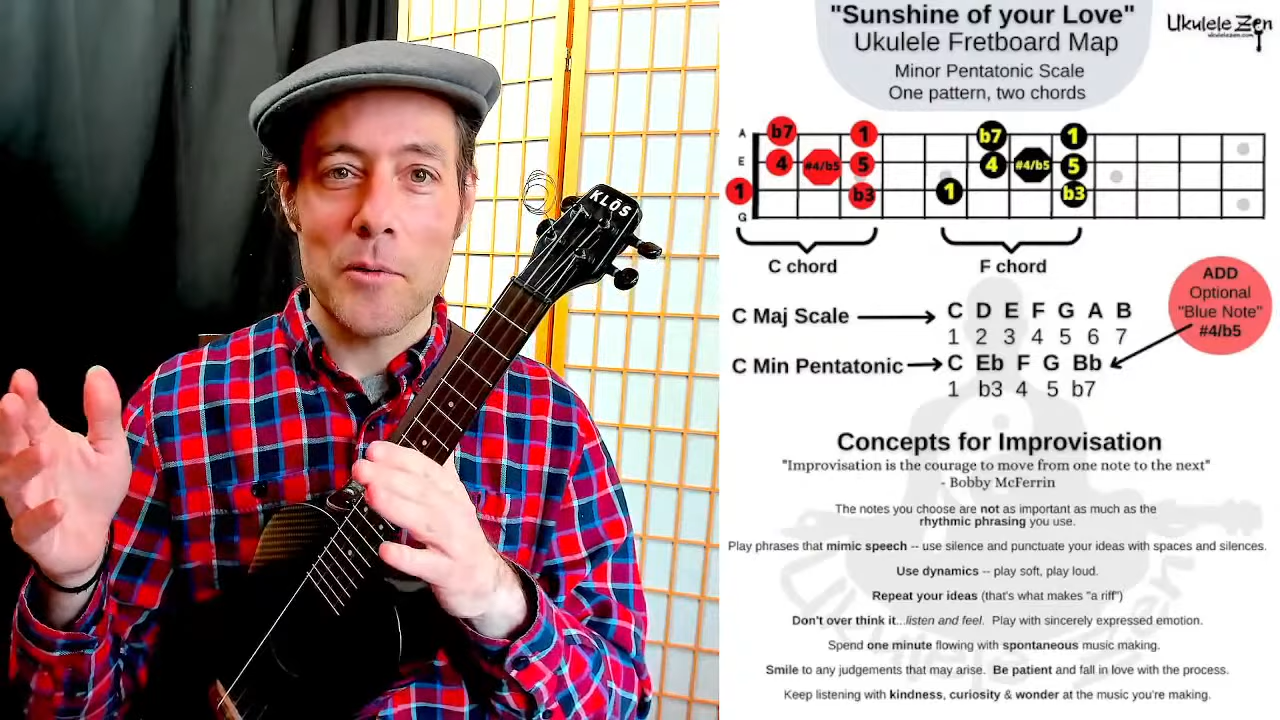 KLŌS
"Sunshine of your Love"
Ukulele Fretboard Map
Minor Pentatonic Scale
One pattern, two chords
Ukulele Zen
ukulelezen.com
A b7 1 b7 1
E 4 #4/b5 5 4 #4/b5 5
1 b3 1 b3
G
C chord F chord
C Maj Scale C D E F G A B
1 2 3 4 5 6 7
C Min Pentatonic C Eb F G Bb
1 b3 4 5 b7
ADD
Optional
"Blue Note"
#4/b5
Concepts for Improvisation
"Improvisation is the courage to move from one note to the next"
- Bobby McFerrin
The notes you choose are not as important as much as the
rhythmic phrasing you use.
Play phrases that mimic speech -- use silence and punctuate your ideas with spaces and silences.
Use dynamics -- play soft, play loud.
Repeat your ideas (that's what makes "a riff")
Don't over think it...listen and feel. Play with sincerely expressed emotion.
Spend one minute flowing with spontaneous music making.
Smile to any judgements that may arise. Be patient and fall in love with the process.
Keep listening with kindness, curiosity & wonder at the music you're making.
Ukulele Zen